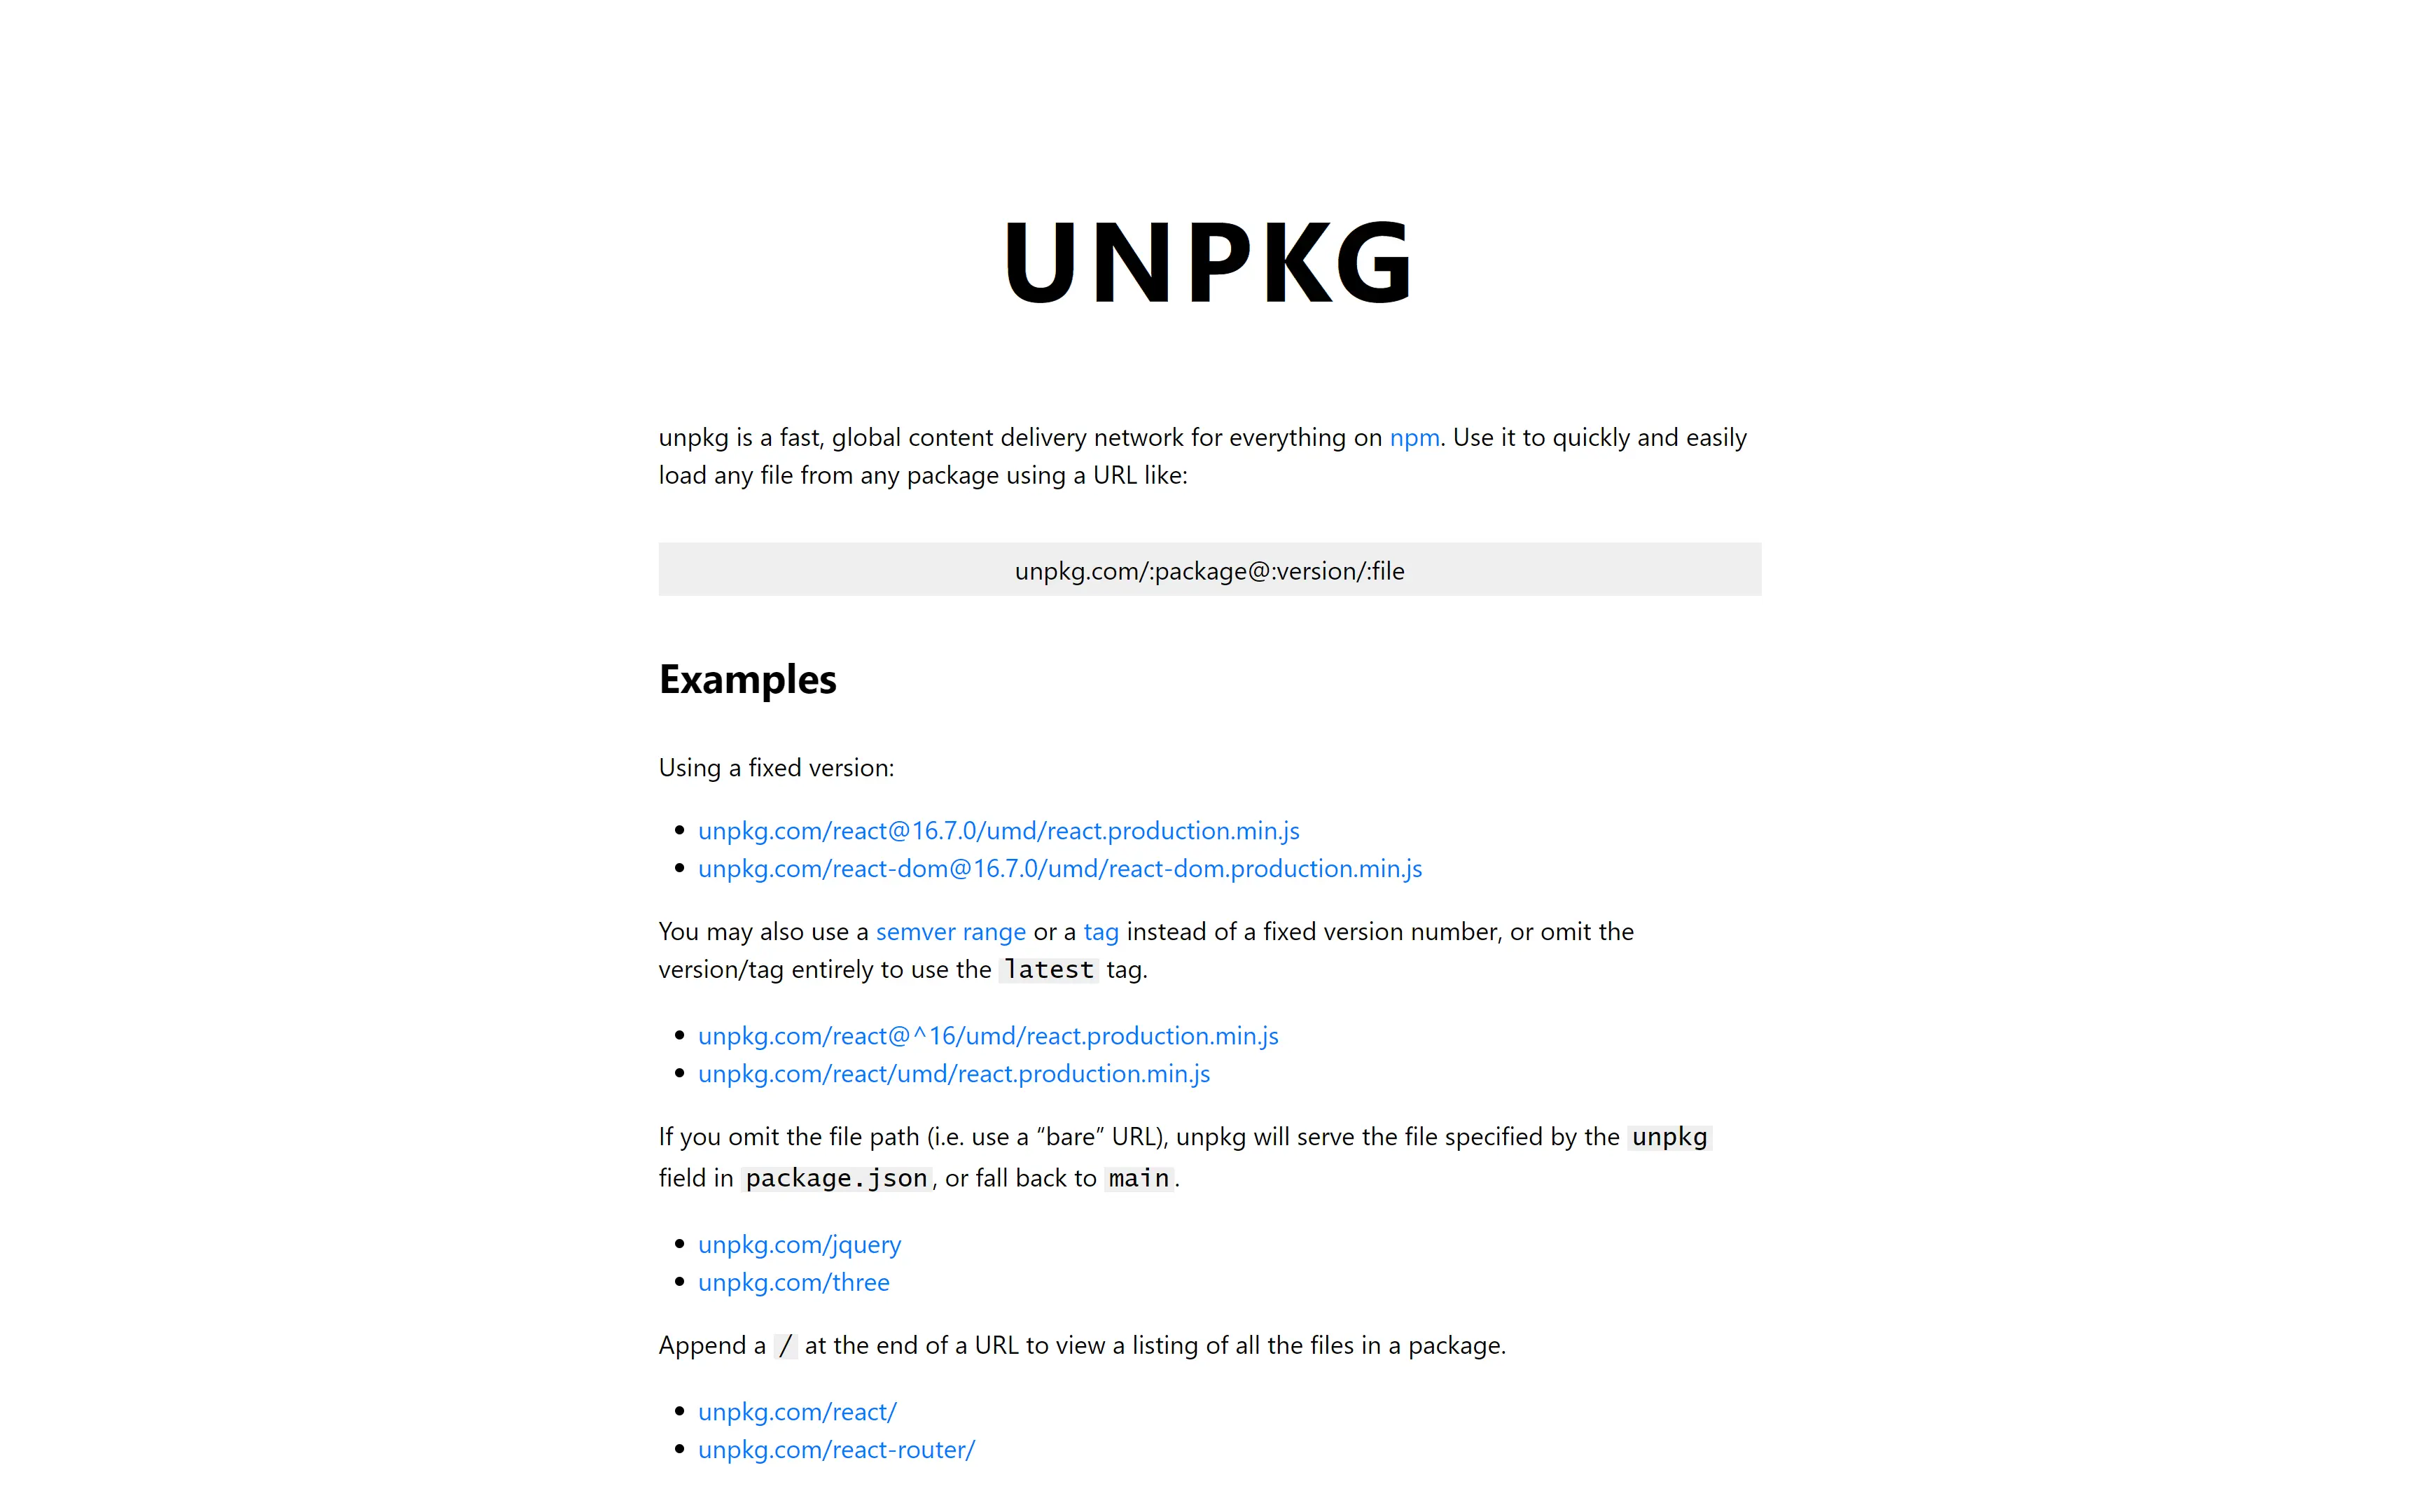 UNPKG
unpkg is a fast, global content delivery network for everything on npm. Use it to quickly and easily
load any file from any package using a URL like:
unpkg.com/:package@:version/:file
Examples
Using a fixed version:
• unpkg.com/react@16.7.0/umd/react.production.min.js
• unpkg.com/react-dom@16.7.0/umd/react-dom.production.min.js
You may also use a semver range or a tag instead of a fixed version number, or omit the
version/tag entirely to use the latest tag.
• unpkg.com/react@^16/umd/react.production.min.js
• unpkg.com/react/umd/react.production.min.js
If you omit the file path (i.e. use a “bare” URL), unpkg will serve the file specified by the unpkg
field in package.json, or fall back to main.
• unpkg.com/jquery
• unpkg.com/three
Append a / at the end of a URL to view a listing of all the files in a package.
• unpkg.com/react/
• unpkg.com/react-router/